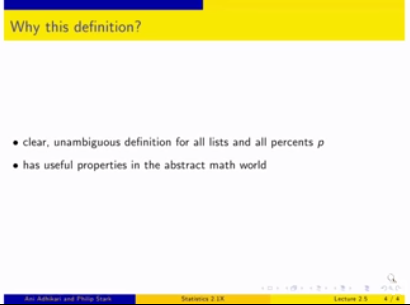 Why this definition?
• clear, unambiguous definition for all lists and all percents p
• has useful properties in the abstract math world
Ani Adhikari and Philip Stark
Statistics 2.1X
Lecture 2.5
4 / 4